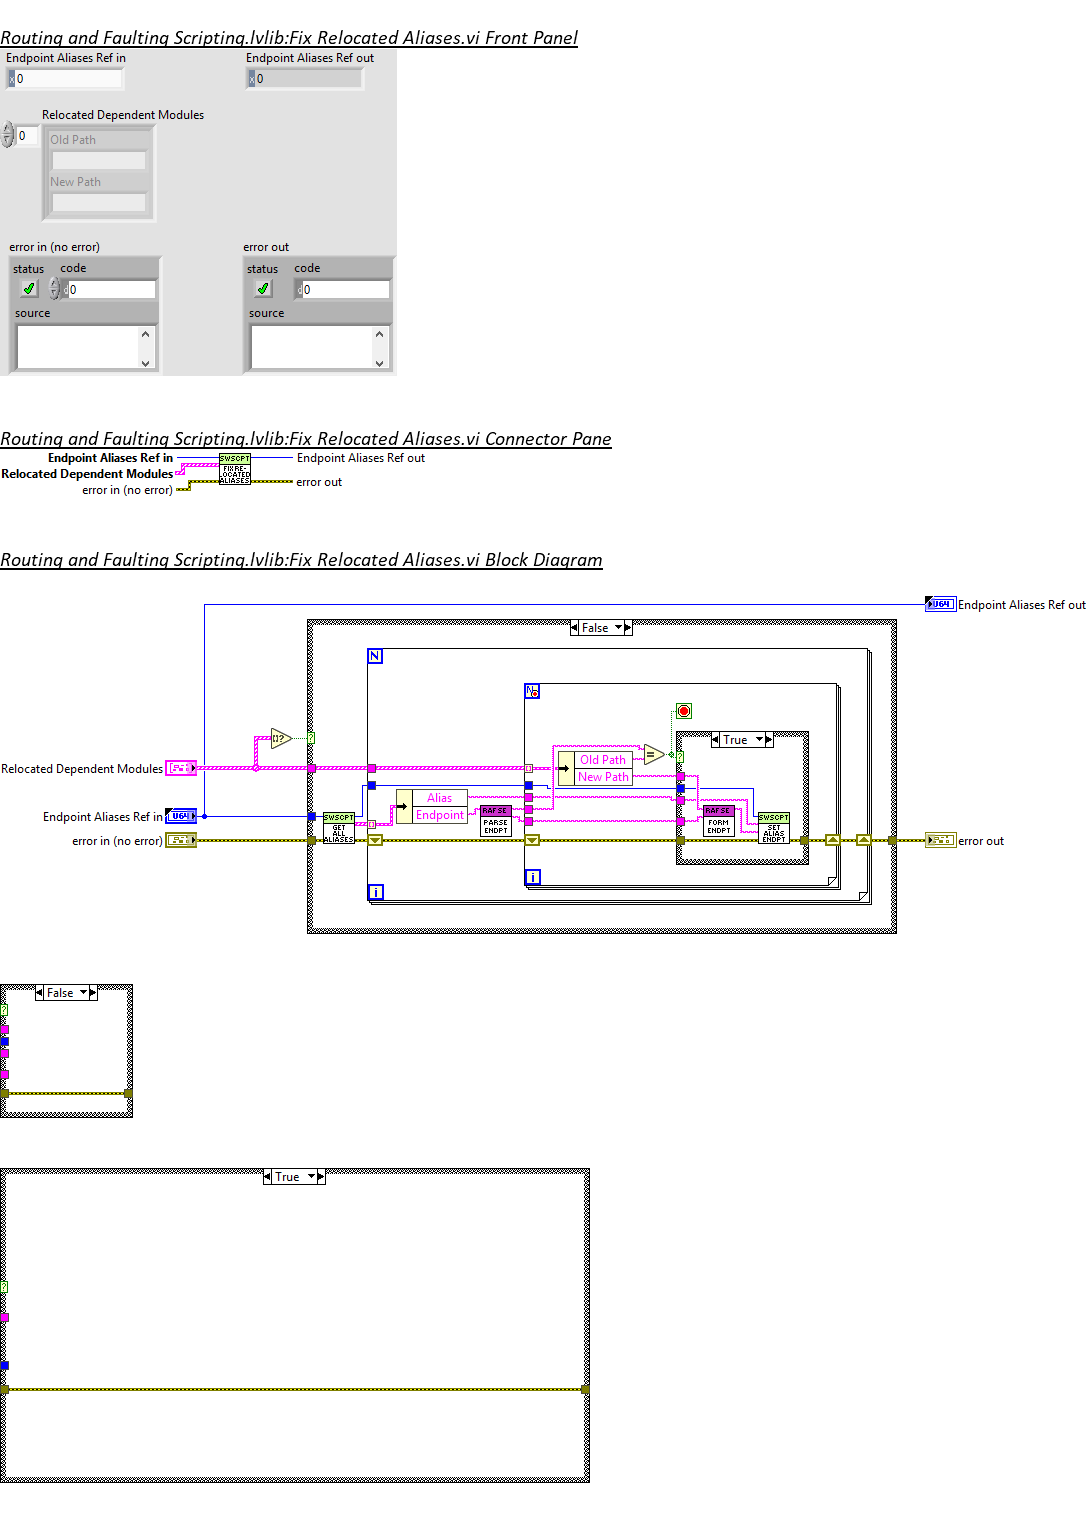 Routing and Faulting Scripting.lvlib:Fix Relocated Aliases.vi Front Panel
Endpoint Aliases Ref in
Endpoint Aliases Ref out
x 0
x 0
Relocated Dependent Modules
0
Old Path
New Path
error in (no error)
error out
status code
status code
d 0
d 0
source
source
Routing and Faulting Scripting.lvlib:Fix Relocated Aliases.vi Connector Pane
Endpoint Aliases Ref in
SWSCPT
FIX RE-
LOCATED
ALIASES
Endpoint Aliases Ref out
Relocated Dependent Modules
error in (no error)
error out
Routing and Faulting Scripting.lvlib:Fix Relocated Aliases.vi Block Diagram
U64
Endpoint Aliases Ref out
False
N
N
True
?
?
=
Old Path
New Path
Relocated Dependent Modules
Alias
Endpoint
RAFSE
PARSE
ENDPT
RAFSE
FORM
ENDPT
Endpoint Aliases Ref in
U64
SWSCPT
GET
ALL
ALIASES
SWSCPT
SET
ALIAS
ENDPT
error in (no error)
error out
i
i
False
?
True
?